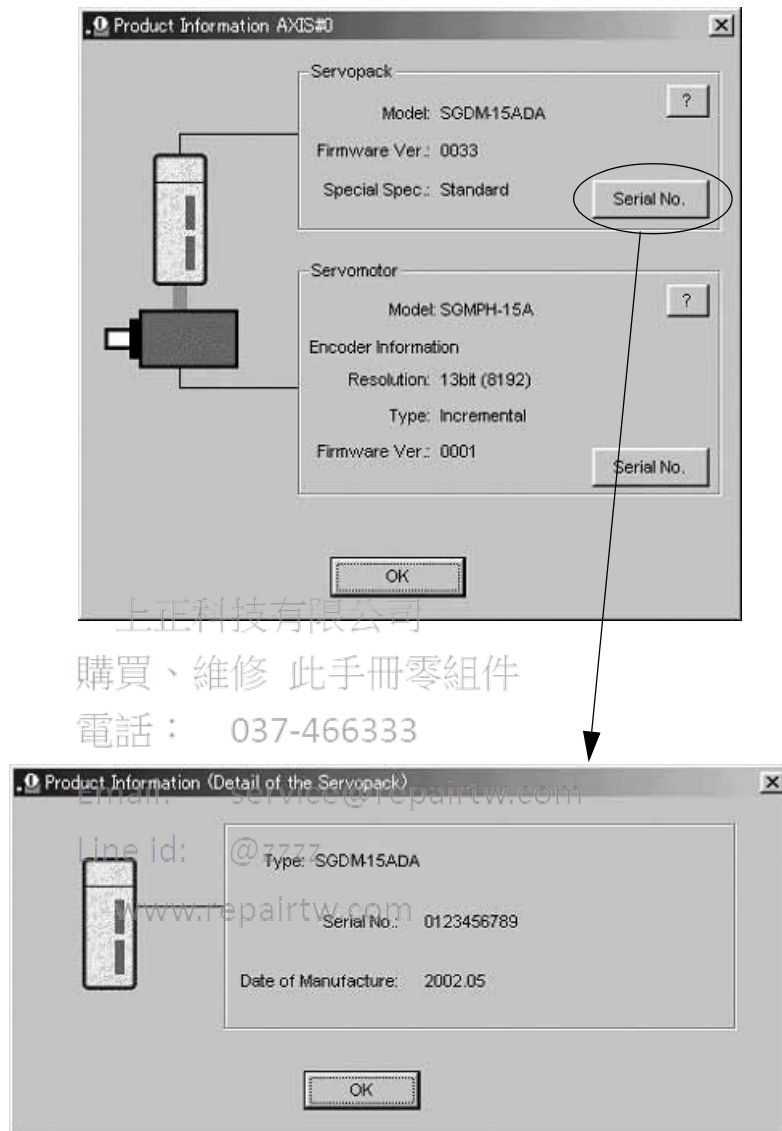 Product Information AXIS#0
Servopack
?
Model: SGDM-15ADA
Firmware Ver.: 0033
Special Spec.: Standard
Serial No.
Servomotor
?
Model: SGMPH-15A
Encoder Information
Resolution: 13bit (8192)
Type: Incremental
Firmware Ver.: 0001
Serial No.
OK
上正科技有限公司
購買、維修 此手冊零組件
電話： 037-466333
Product Information (Detail of the Servopack)
Email: service@repairtw.com
Line id: @zzzz
Type: SGDM-15ADA
www.repairtw.com
Serial No.: 0123456789
Date of Manufacture: 2002.05
OK